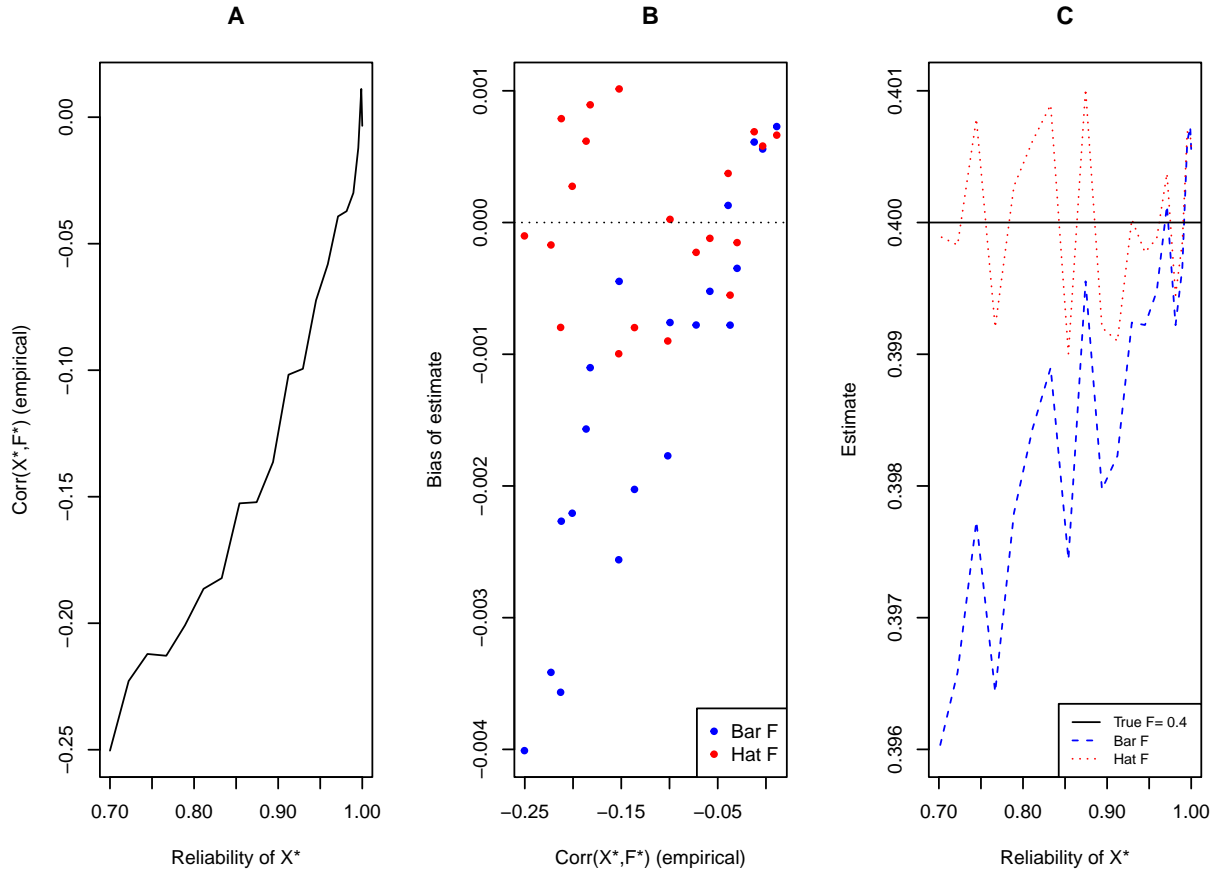 A
Corr(X*,F*) (empirical)
0.00
−0.05
−0.10
−0.15
−0.20
−0.25
0.70
0.80
0.90
1.00
Reliability of X*
B
Bias of estimate
0.001
0.000
−0.001
−0.002
−0.003
−0.004
−0.25
−0.15
−0.05
Corr(X*,F*) (empirical)
Bar F
Hat F
C
Estimate
0.401
0.400
0.399
0.398
0.397
0.396
0.70
0.80
0.90
1.00
Reliability of X*
True F= 0.4
Bar F
Hat F